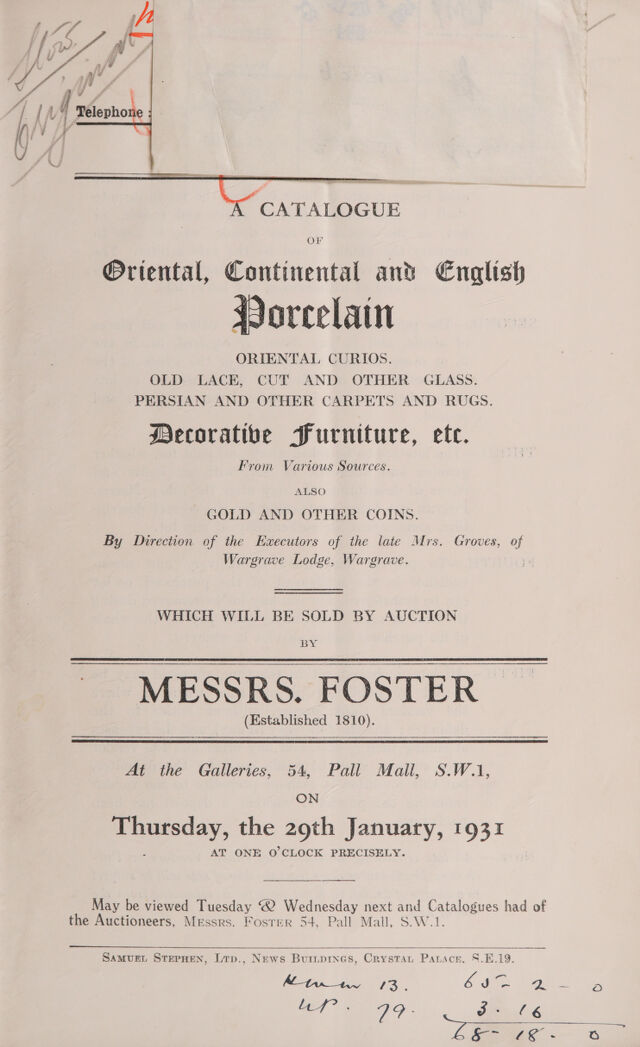 Original
Telephone :
A CATALOGUE
OF
Oriental, Continental and English
Porcelain
ORIENTAL CURIOS.
OLD LACE, CUT AND OTHER GLASS.
PERSIAN AND OTHER CARPETS AND RUGS.
Decorative Furniture, etc.
From Various Sources.
ALSO
GOLD AND OTHER COINS.
By Direction of the Executors of the late Mrs. Groves, of
Wargrave Lodge, Wargrave.
WHICH WILL BE SOLD BY AUCTION
BY
MESSRS. FOSTER
(Established 1810).
At the Galleries, 54, Pall Mall, S.W.1,
ON
Thursday, the 29th January, 1931
AT ONE O'CLOCK PRECISELY.
May be viewed Tuesday & Wednesday next and Catalogues had of
the Auctioneers, MESSRS. FOSTER 54, Pall Mall, S.W.1.
SAMUEL STEPHEN, LTD., NEWS BUILDINGS, CRYSTAL PALACE, S.E.19.
13. 65 - 2 - 0
79. 3. 16
68 - 18 - 0